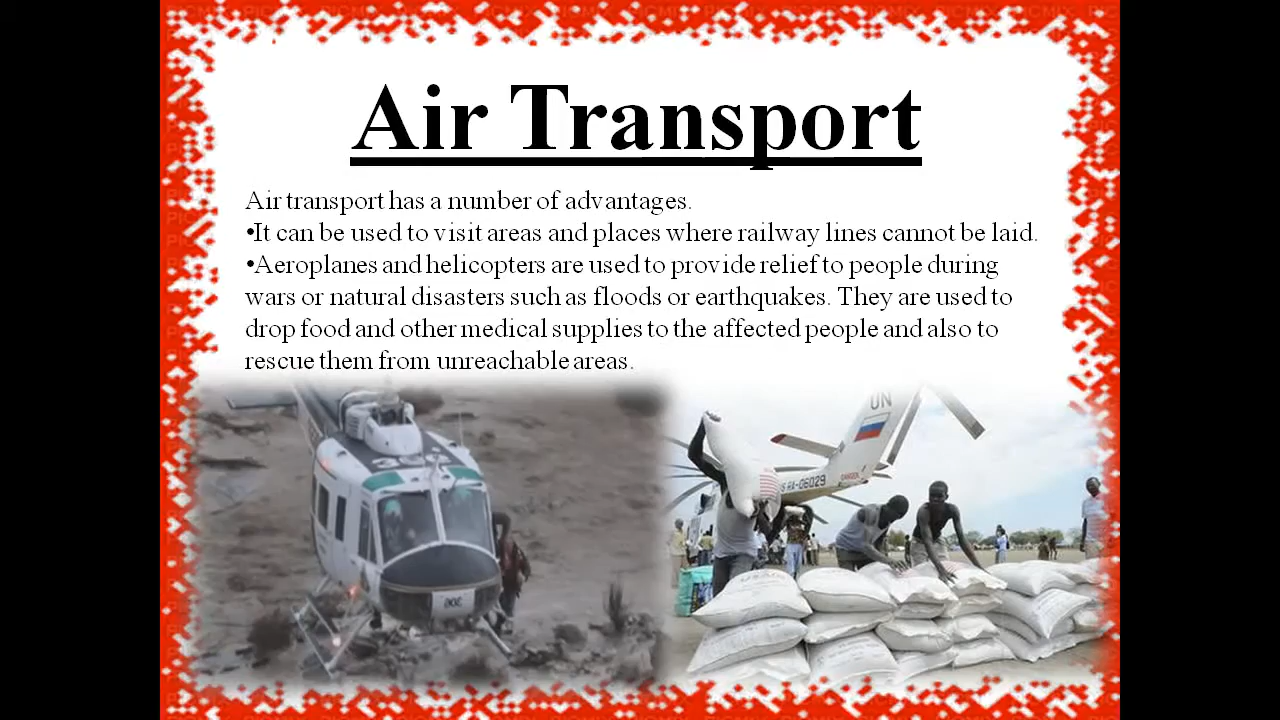 Air Transport
Air transport has a number of advantages.
•It can be used to visit areas and places where railway lines cannot be laid.
•Aeroplanes and helicopters are used to provide relief to people during
wars or natural disasters such as floods or earthquakes. They are used to
drop food and other medical supplies to the affected people and also to
rescue them from unreachable areas.
UN
RA-06029